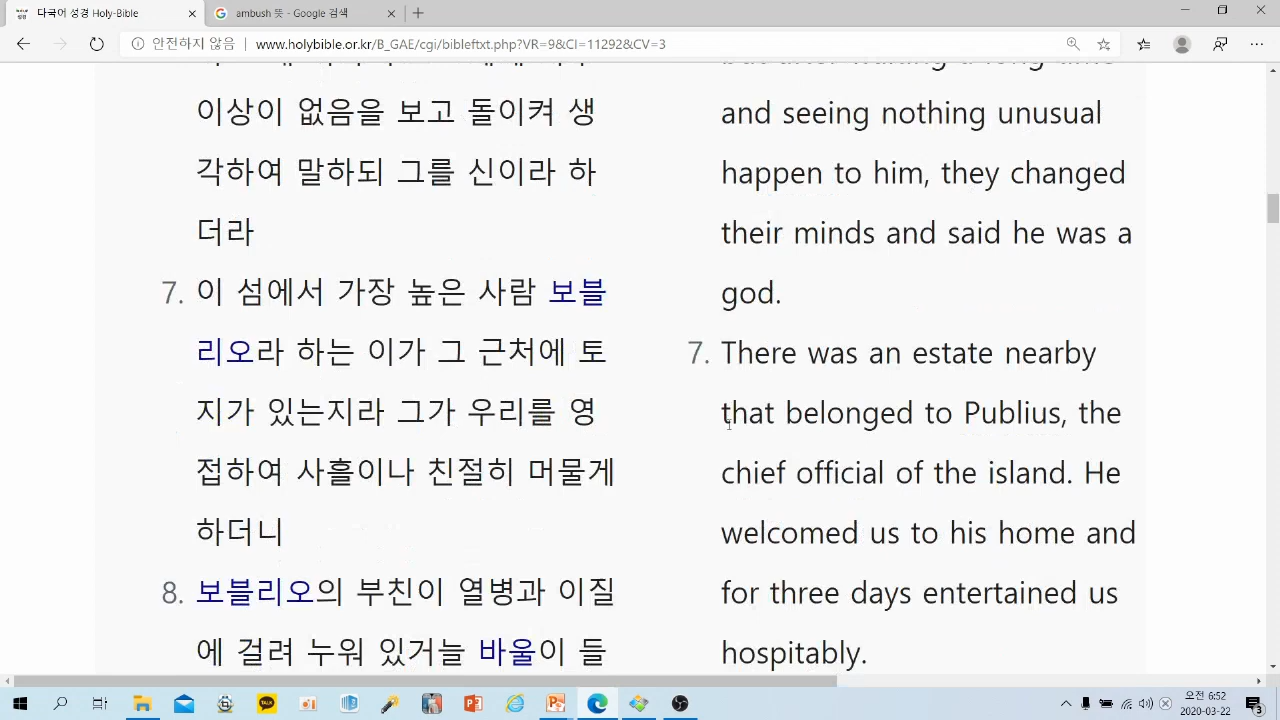 다국어 성경 Holy-Bible
ambush 뜻 - Google 검색
안전하지 않음
www.holybible.or.kr/B_GAE/cgi/bibleftxt.php?VR=9&CI=11292&CV=3
이상이 없음을 보고 돌이켜 생
각하여 말하되 그를 신이라 하
더라
7. 이 섬에서 가장 높은 사람 보블
리오라 하는 이가 그 근처에 토
지가 있는지라 그가 우리를 영
접하여 사흘이나 친절히 머물게
하더니
8. 보블리오의 부친이 열병과 이질
에 걸려 누워 있거늘 바울이 들
but after waiting a long time
and seeing nothing unusual
happen to him, they changed
their minds and said he was a
god.
7. There was an estate nearby
that belonged to Publius, the
chief official of the island. He
welcomed us to his home and
for three days entertained us
hospitably.
TALK
오전 6:52
2020-03-22
3